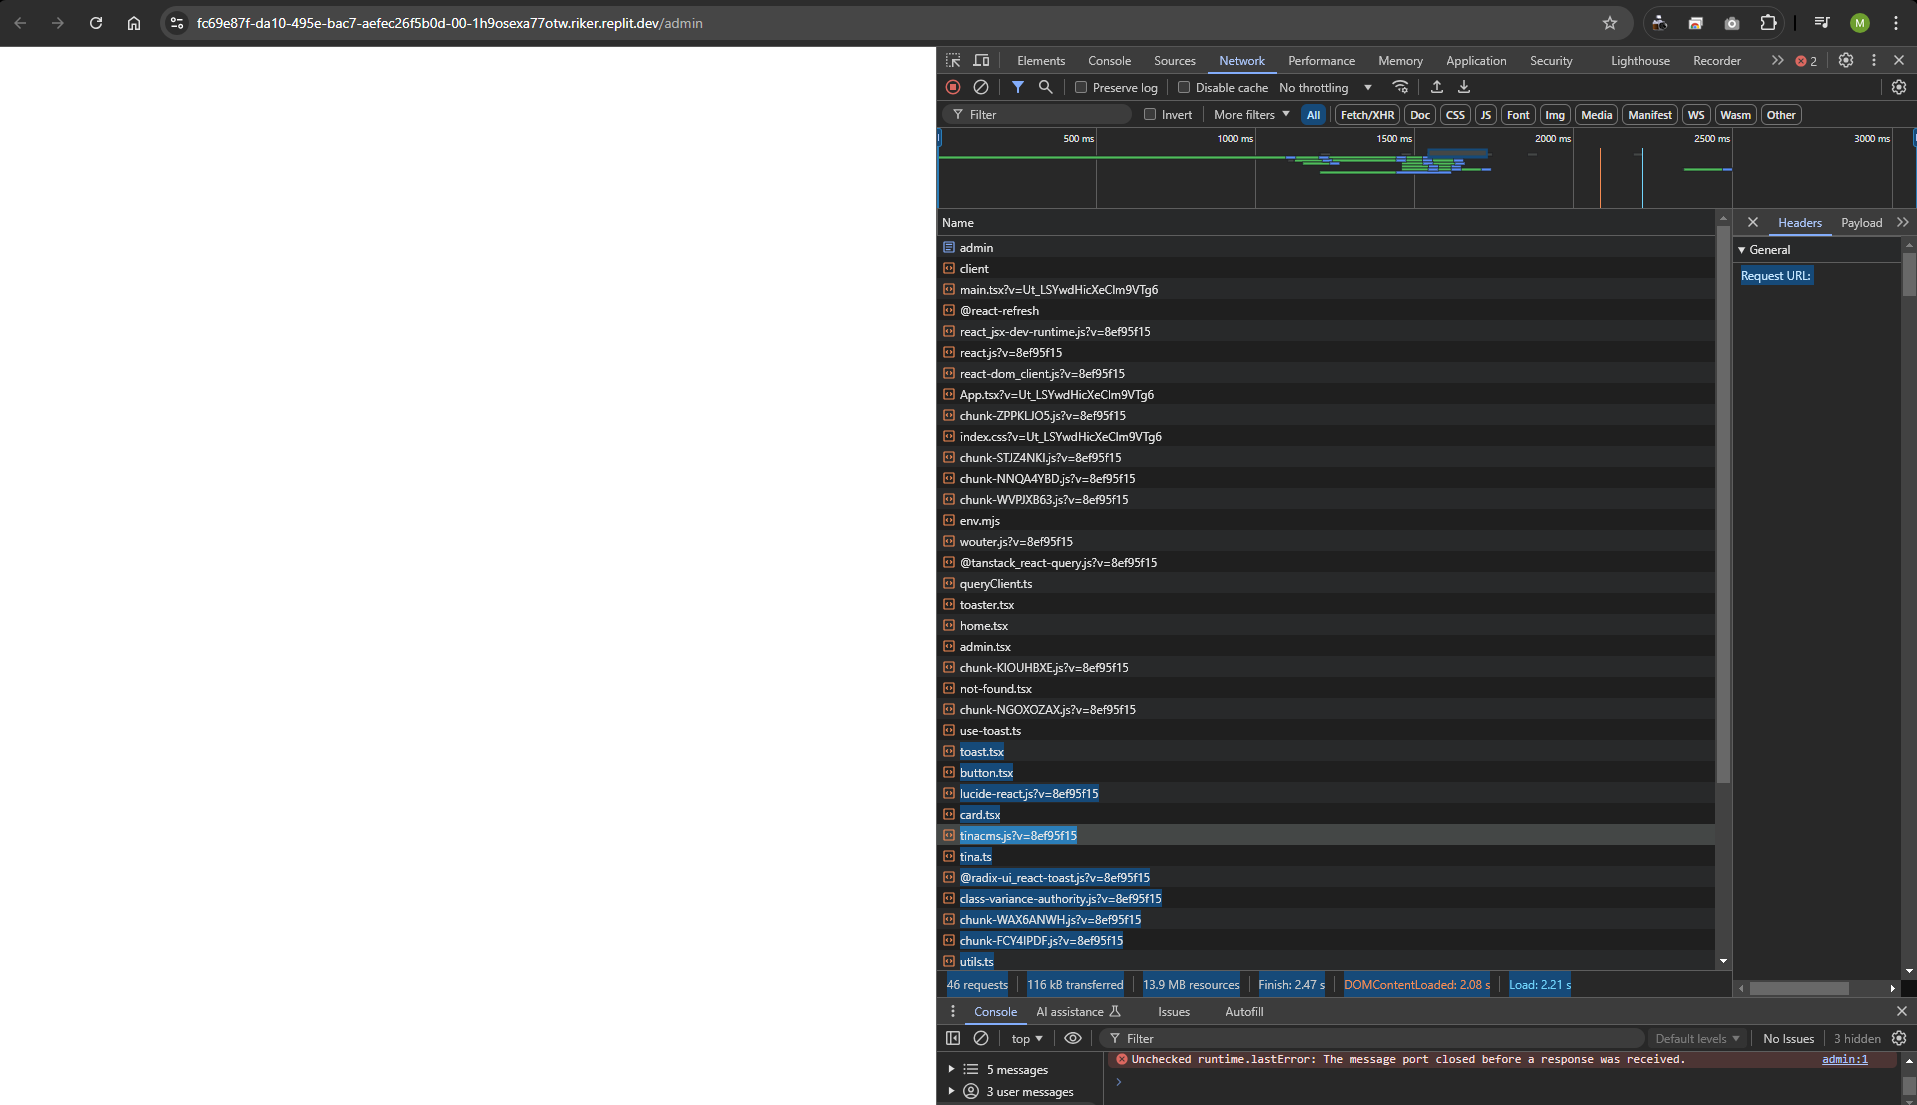 fc69e87f-da10-495e-bac7-aefec26f5b0d-00-1h9osexa77otw.riker.replit.dev/admin
M
Elements Console Sources Network Performance Memory Application Security Lighthouse Recorder 2
Preserve log Disable cache No throttling
Filter Invert More filters All Fetch/XHR Doc CSS JS Font Img Media Manifest WS Wasm Other
500 ms 1000 ms 1500 ms 2000 ms 2500 ms 3000 ms
Name
Headers Payload
General
Request URL:
admin
client
main.tsx?v=Ut_LSYwdHicXeClm9VTg6
@react-refresh
react_jsx-dev-runtime.js?v=8ef95f15
react.js?v=8ef95f15
react-dom_client.js?v=8ef95f15
App.tsx?v=Ut_LSYwdHicXeClm9VTg6
chunk-ZPPKLJO5.js?v=8ef95f15
index.css?v=Ut_LSYwdHicXeClm9VTg6
chunk-STJZ4NKI.js?v=8ef95f15
chunk-NNQA4YBD.js?v=8ef95f15
chunk-WVPJXB63.js?v=8ef95f15
env.mjs
wouter.js?v=8ef95f15
@tanstack_react-query.js?v=8ef95f15
queryClient.ts
toaster.tsx
home.tsx
admin.tsx
chunk-KIOUHBXE.js?v=8ef95f15
not-found.tsx
chunk-NGOXOZAX.js?v=8ef95f15
use-toast.ts
toast.tsx
button.tsx
lucide-react.js?v=8ef95f15
card.tsx
tinacms.js?v=8ef95f15
tina.ts
@radix-ui_react-toast.js?v=8ef95f15
class-variance-authority.js?v=8ef95f15
chunk-WAX6ANWH.js?v=8ef95f15
chunk-FCY4IPDF.js?v=8ef95f15
utils.ts
46 requests 116 kB transferred 13.9 MB resources Finish: 2.47 s DOMContentLoaded: 2.08 s Load: 2.21 s
Console AI assistance Issues Autofill
top Filter Default levels No Issues 3 hidden
5 messages
3 user messages
Unchecked runtime.lastError: The message port closed before a response was received. admin:1